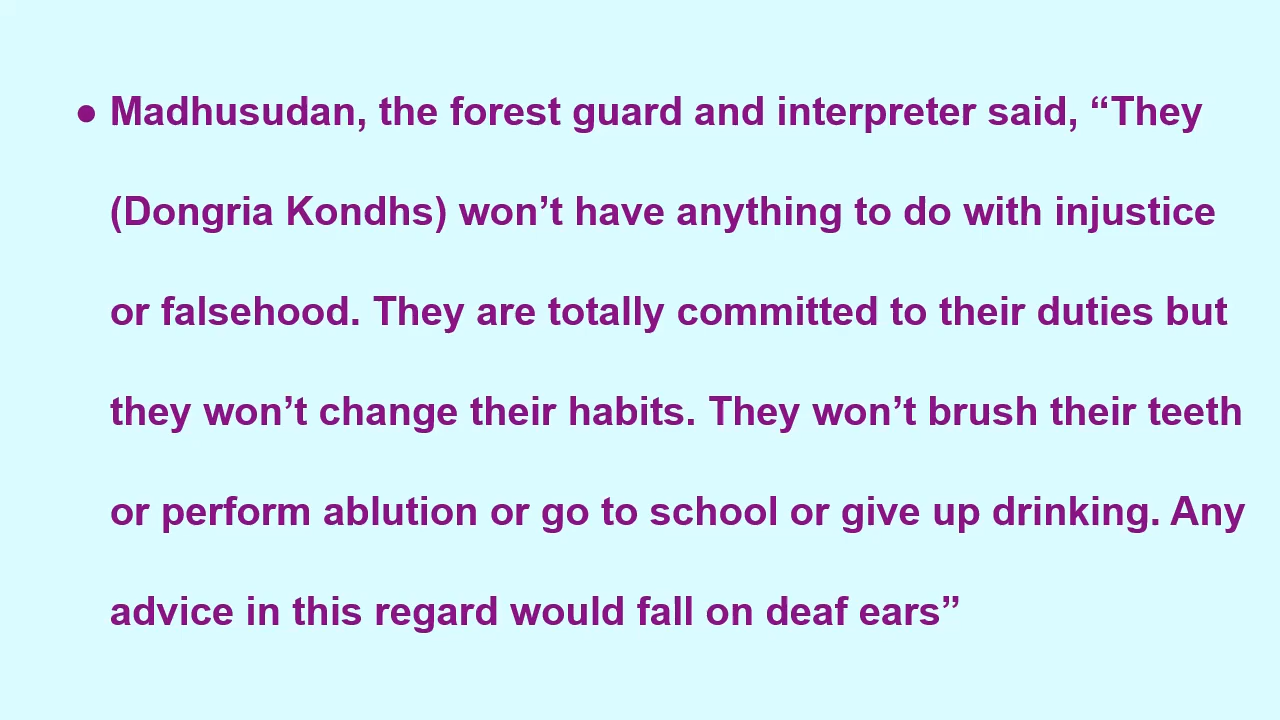 ● Madhusudan, the forest guard and interpreter said, “They
(Dongria Kondhs) won’t have anything to do with injustice
or falsehood. They are totally committed to their duties but
they won’t change their habits. They won’t brush their teeth
or perform ablution or go to school or give up drinking. Any
advice in this regard would fall on deaf ears”